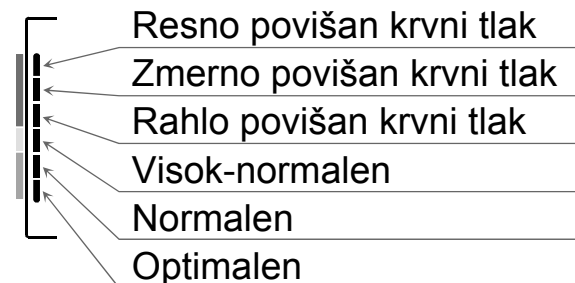 Resno povišan krvni tlak
Zmerno povišan krvni tlak
Rahlo povišan krvni tlak
Visok-normalen
Normalen
Optimalen